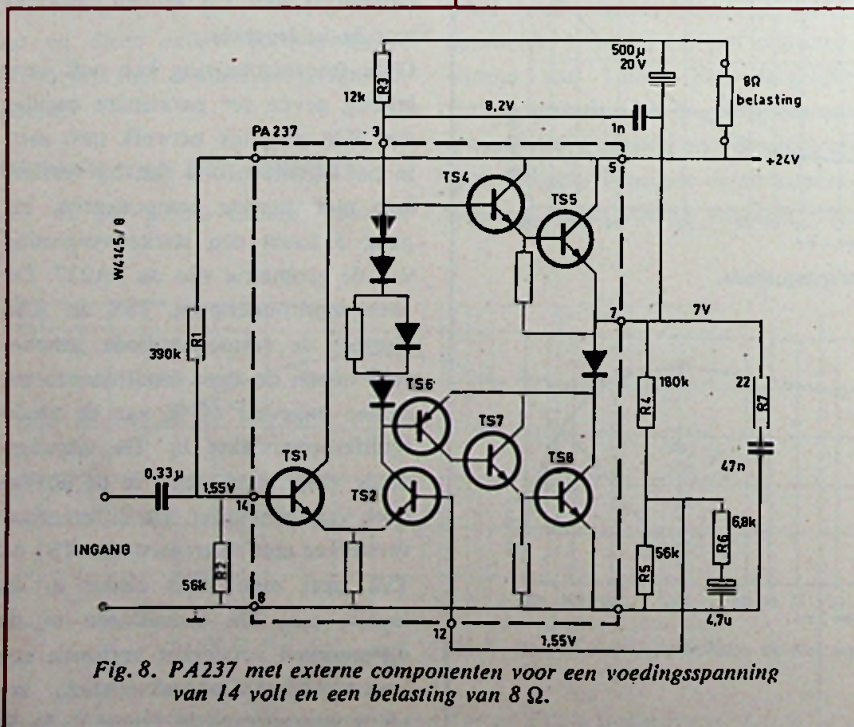 500µ
20V
8Ω
belasting
R3
12k
8,2V
1n
PA237
3
5
+24V
TS4
TS5
W4145/8
R1
390k
7
7V
TS6
TS7
TS8
R4
180k
22
R7
47n
0,33µ
1,55V
14
TS1
TS2
INGANG
R2
56k
R5
56k
6,8k
R6
4,7u
8
12
1,55V
Fig. 8. PA237 met externe componenten voor een voedingsspanning
van 14 volt en een belasting van 8 Ω.